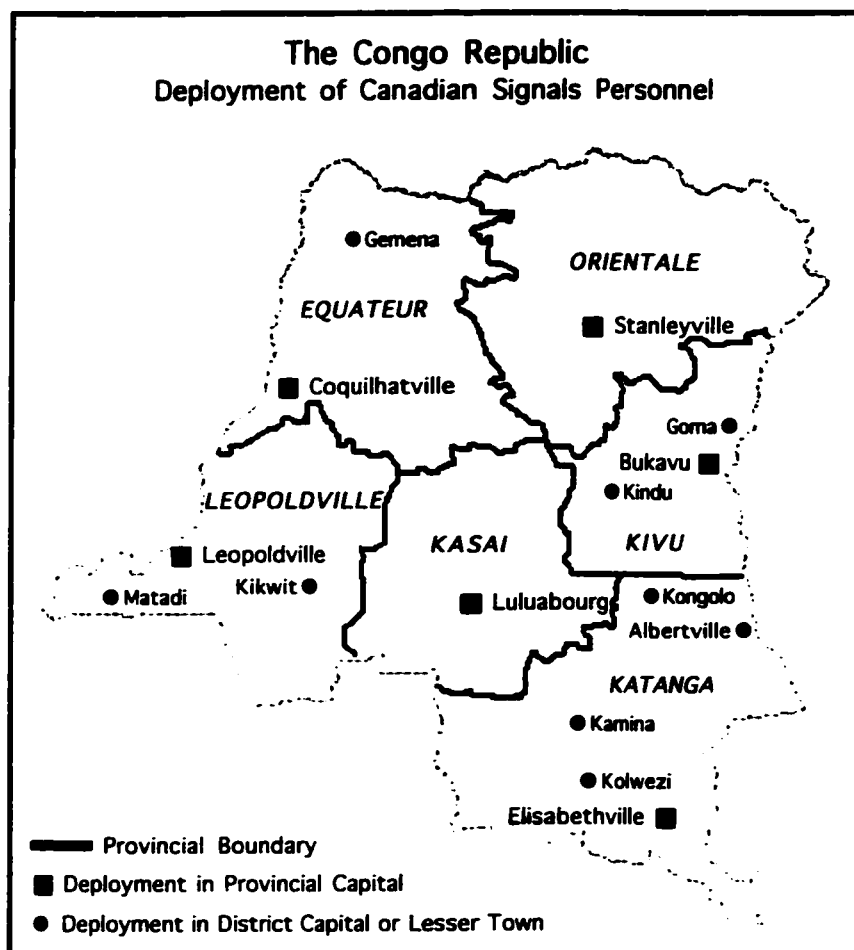 The Congo Republic
Deployment of Canadian Signals Personnel
Gemena
ORIENTALE
EQUATEUR
Stanleyville
Coquilhatville
Goma
Bukavu
LEOPOLDVILLE
Kindu
KASAI
KIVU
Leopoldville
Kikwit
Matadi
Luluabourg
Kongolo
Albertville
KATANGA
Kamina
Kolwezi
Elisabethville
Provincial Boundary
Deployment in Provincial Capital
Deployment in District Capital or Lesser Town